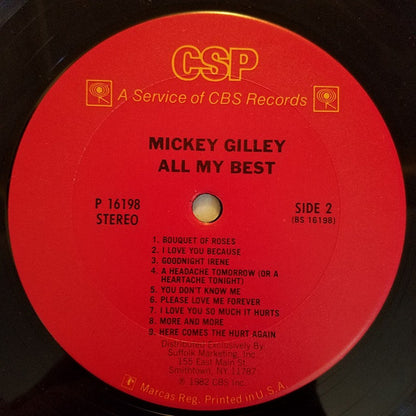 CSP
A Service of CBS Records
MICKEY GILLEY
ALL MY BEST
P 16198
STEREO
SIDE 2
(BS 16198)
1. BOUQUET OF ROSES
2. I LOVE YOU BECAUSE
3. GOODNIGHT IRENE
4. A HEADACHE TOMORROW (OR A
HEARTACHE TONIGHT)
5. YOU DON'T KNOW ME
6. PLEASE LOVE ME FOREVER
7. I LOVE YOU SO MUCH IT HURTS
8. MORE AND MORE
9. HERE COMES THE HURT AGAIN
Distributed Exclusively By:
Suffolk Marketing, Inc.
155 East Main St.
Smithtown, NY 11787
℗ 1982 CBS Inc.
Marcas Reg. Printed in U.S.A.